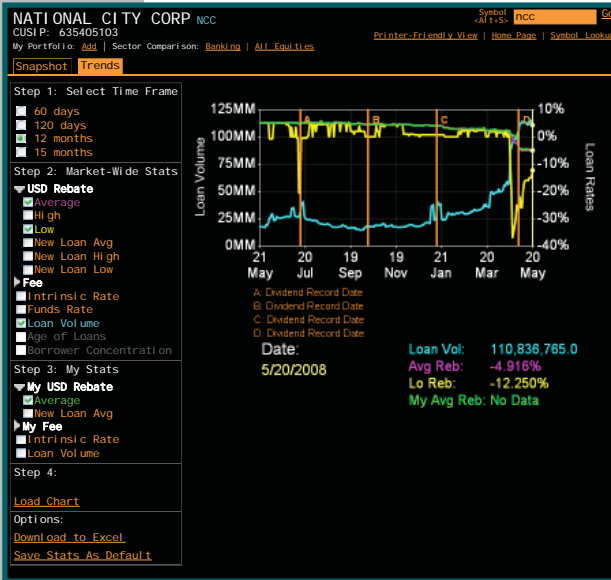 NATIONAL CITY CORP NCC
Symbol
<Alt+S>
ncc
CUSIP: 635405103
Printer-Friendly View | Home Page | Symbol Lookup
My Portfolio: Add | Sector Comparison: Banking | All Equities
Snapshot Trends
Step 1: Select Time Frame
60 days
120 days
12 months
15 months
Step 2: Market-Wide Stats
USD Rebate
Average
High
Low
New Loan Avg
New Loan High
New Loan Low
Fee
Intrinsic Rate
Funds Rate
Loan Volume
Age of Loans
Borrower Concentration
Step 3: My Stats
My USD Rebate
Average
New Loan Avg
My Fee
Intrinsic Rate
Loan Volume
Step 4:
Load Chart
Options:
Download to Excel
Save Stats As Default
Loan Volume
125MM
100MM
75MM
50MM
25MM
0MM
A B C D
10%
0%
-10%
-20%
-30%
-40%
Loan Rates
21 20 19 19 21 20 20
May Jul Sep Nov Jan Mar May
A: Dividend Record Date
B: Dividend Record Date
C: Dividend Record Date
D: Dividend Record Date
Date:
5/20/2008
Loan Vol: 110,836,765.0
Avg Reb: -4.916%
Lo Reb: -12.250%
My Avg Reb: No Data